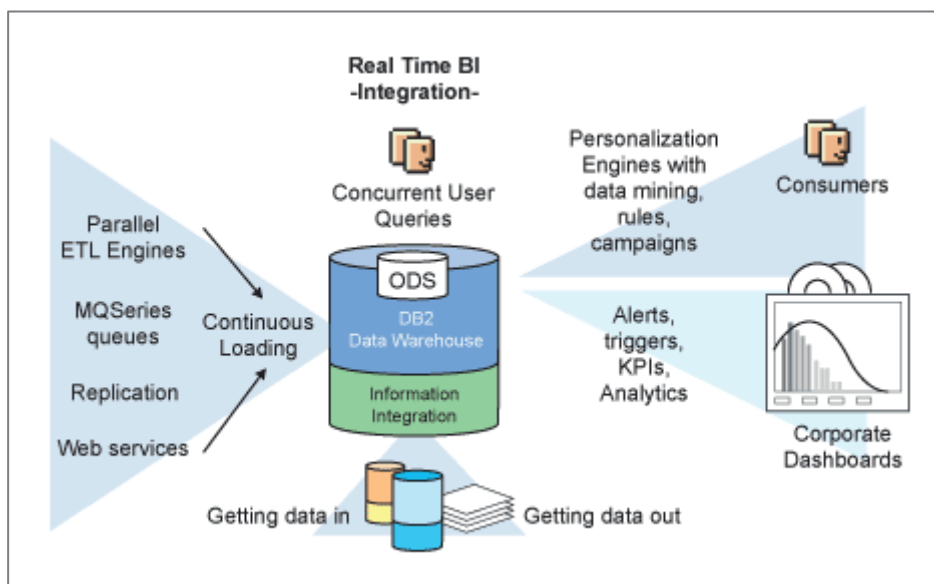 Real Time BI
-Integration-
Concurrent User
Queries
Parallel
ETL Engines
MQSeries
queues
Replication
Web services
Continuous
Loading
ODS
DB2
Data Warehouse
Information
Integration
Getting data in
Getting data out
Personalization
Engines with
data mining,
rules,
campaigns
Consumers
Alerts,
triggers,
KPIs,
Analytics
Corporate
Dashboards